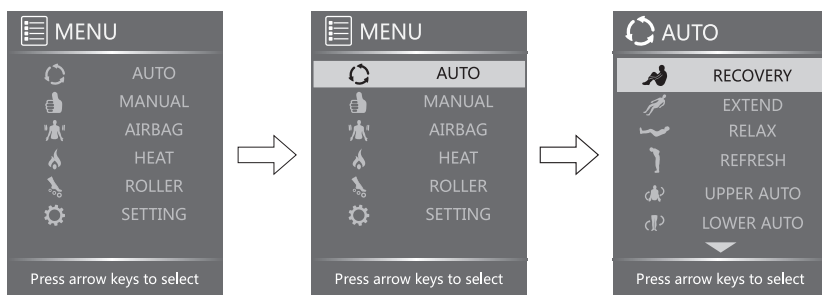 MENU
AUTO
MANUAL
AIRBAG
HEAT
ROLLER
SETTING
Press arrow keys to select
MENU
AUTO
MANUAL
AIRBAG
HEAT
ROLLER
SETTING
Press arrow keys to select
AUTO
RECOVERY
EXTEND
RELAX
REFRESH
UPPER AUTO
LOWER AUTO
Press arrow keys to select